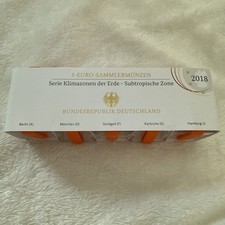 5-EURO-SAMMLERMÜNZEN
Serie Klimazonen der Erde - Subtropische Zone
2018
BUNDESREPUBLIK DEUTSCHLAND
Berlin (A) München (D) Stuttgart (F) Karlsruhe (G) Hamburg (J)